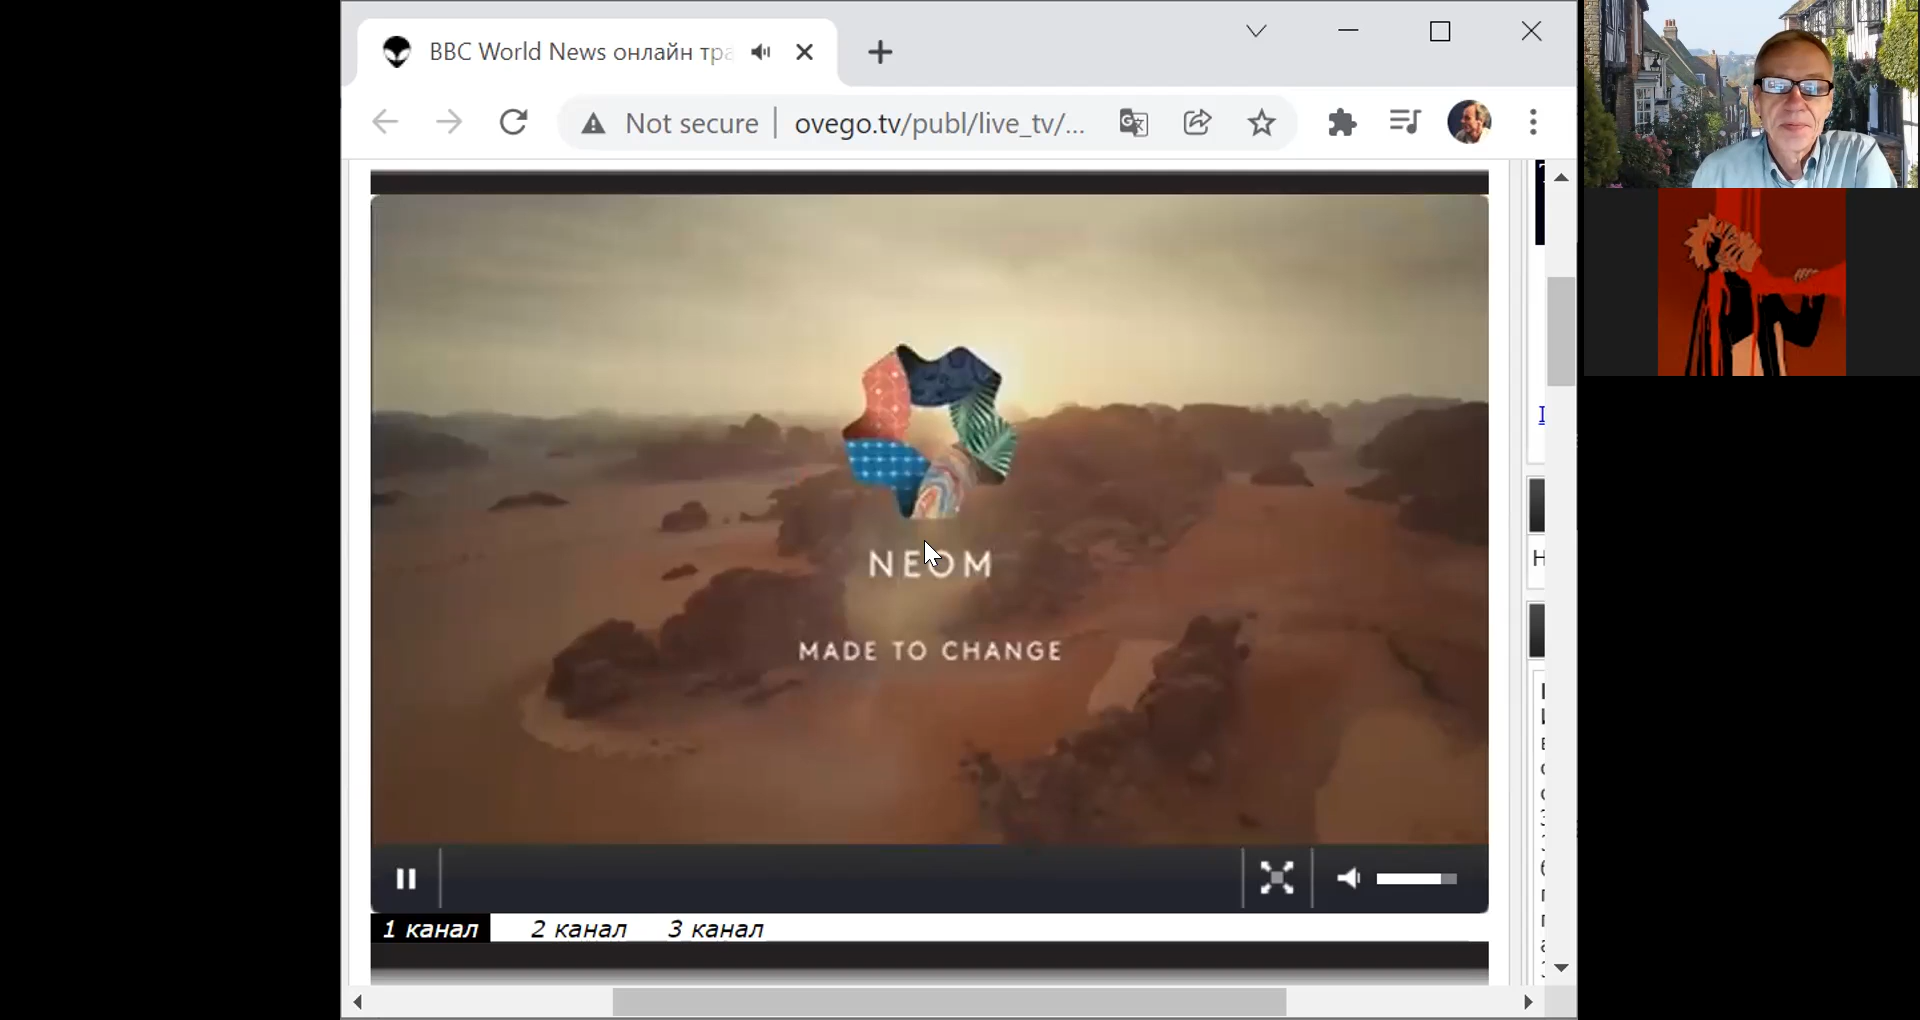 BBC World News онлайн тра
Not secure
ovego.tv/publ/live_tv/...
NEOM
MADE TO CHANGE
1 канал
2 канал
3 канал